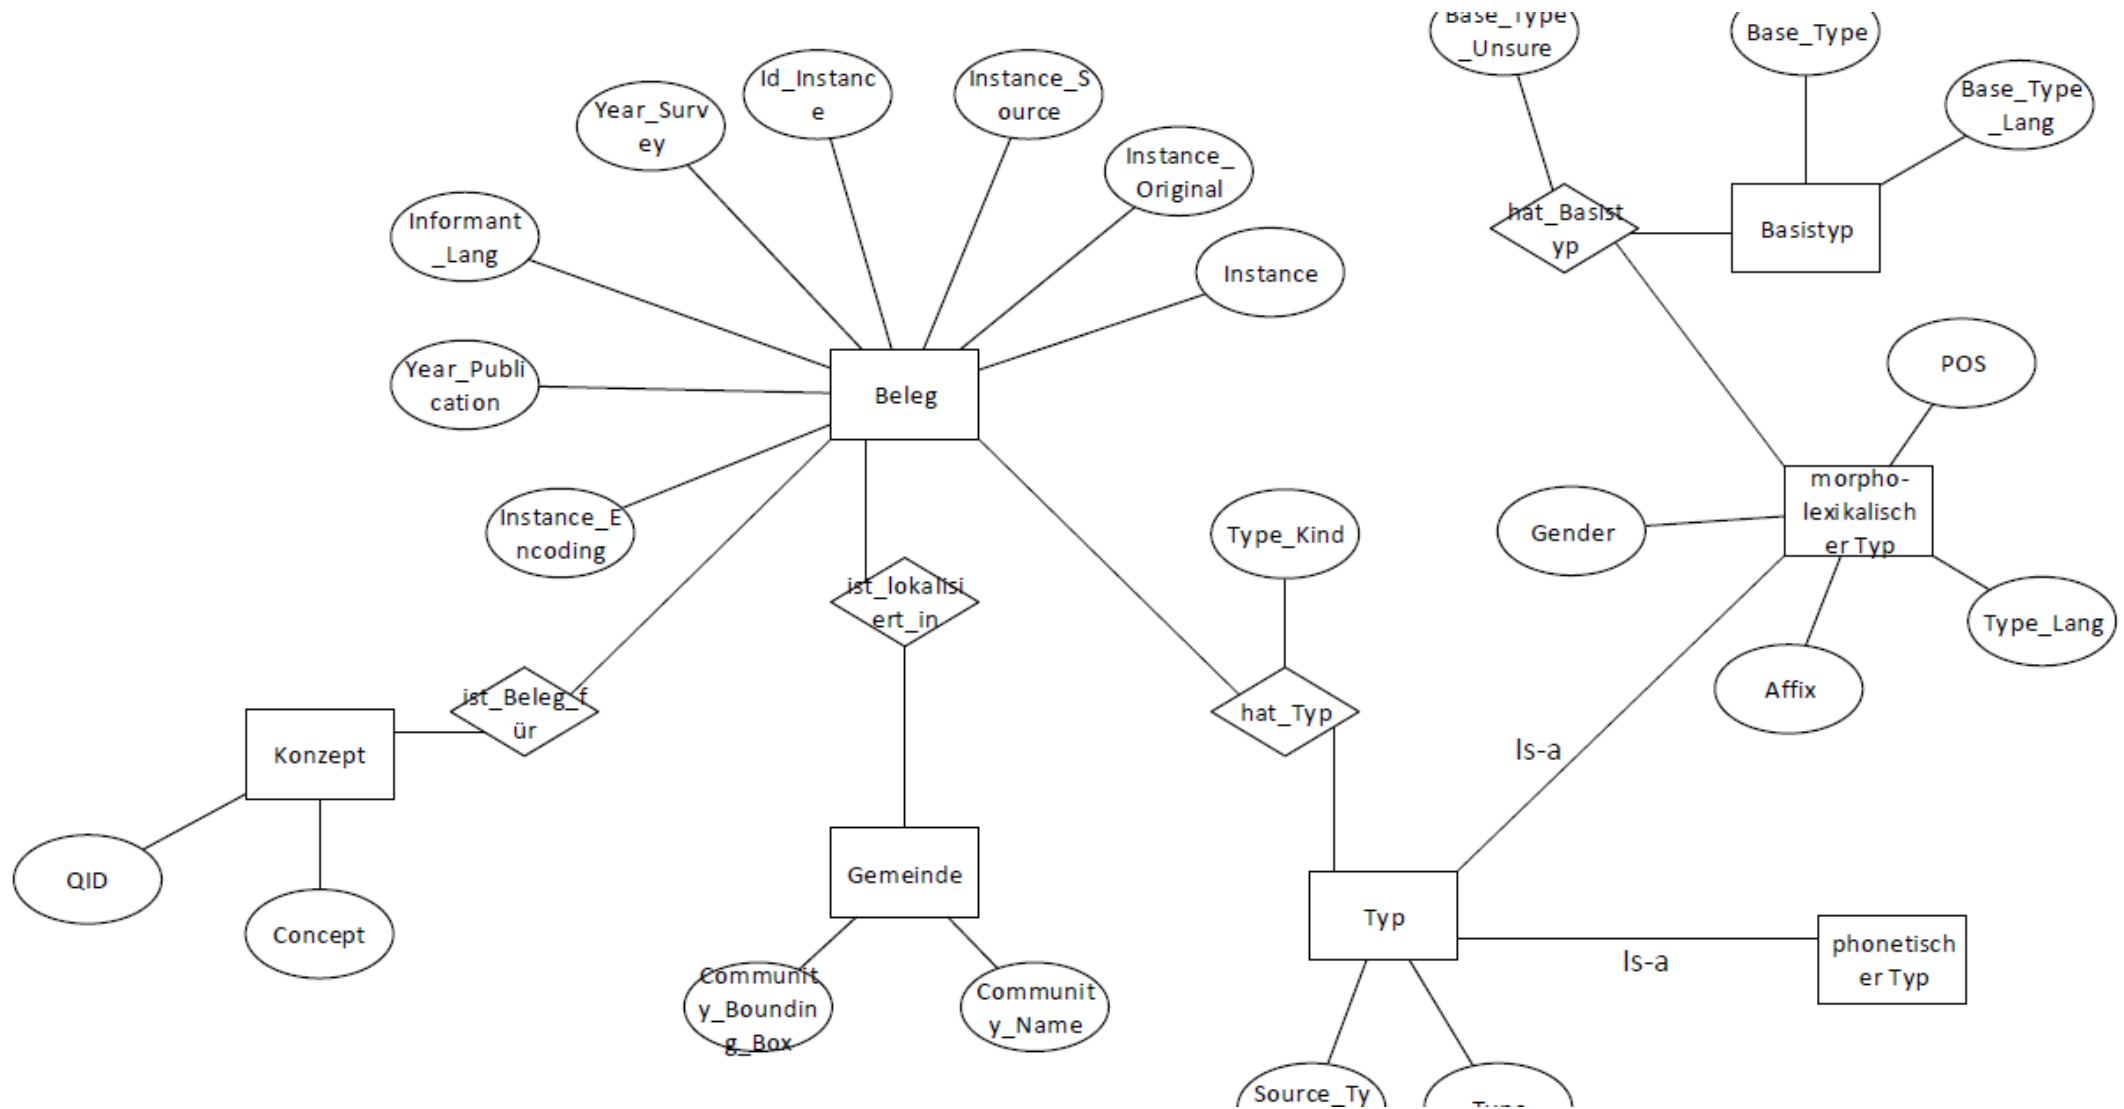 Base_Type
_Unsure
Base_Type
Base_Type
_Lang
Id_Instanc
e
Instance_S
ource
Year_Surv
ey
Instance_
Original
Informant
_Lang
Instance
hat_Basist
yp
Basistyp
Year_Publi
cation
Beleg
POS
Instance_E
ncoding
Type_Kind
Gender
morpho-
lexikalisch
er Typ
ist_lokalisi
ert_in
Type_Lang
Affix
ist_Beleg_f
ür
hat_Typ
Konzept
Is-a
QID
Concept
Gemeinde
Typ
phonetisch
er Typ
Is-a
Communit
y_Boundin
g_Box
Communit
y_Name
Source_Ty
Type